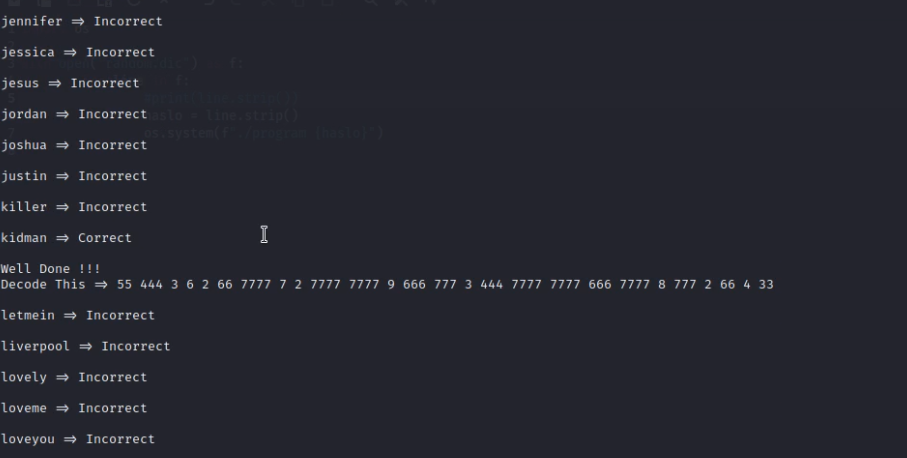 jennifer ⇒ Incorrect
jessica ⇒ Incorrect
jesus ⇒ Incorrect
jordan ⇒ Incorrect
joshua ⇒ Incorrect
justin ⇒ Incorrect
killer ⇒ Incorrect
kidman ⇒ Correct
Well Done !!!
Decode This ⇒ 55 444 3 6 2 66 7777 7 2 7777 7777 9 666 777 3 444 7777 7777 666 7777 8 777 2 66 4 33
letmein ⇒ Incorrect
liverpool ⇒ Incorrect
lovely ⇒ Incorrect
loveme ⇒ Incorrect
loveyou ⇒ Incorrect